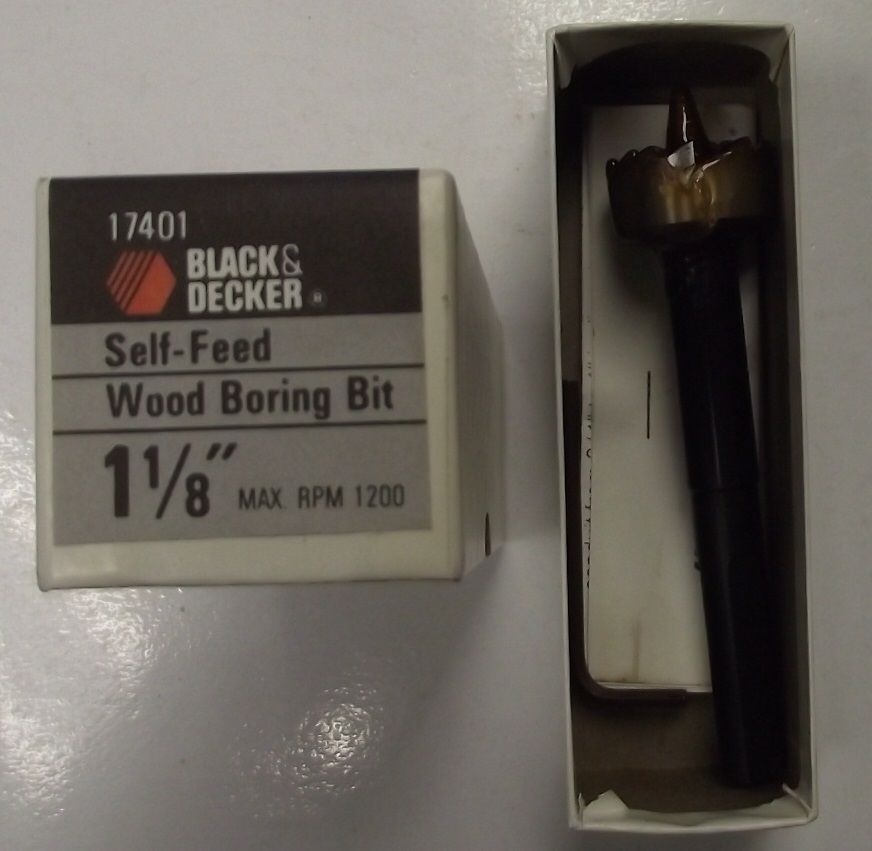 17401
BLACK&
DECKER ®
Self-Feed
Wood Boring Bit
1 1/8" MAX. RPM 1200